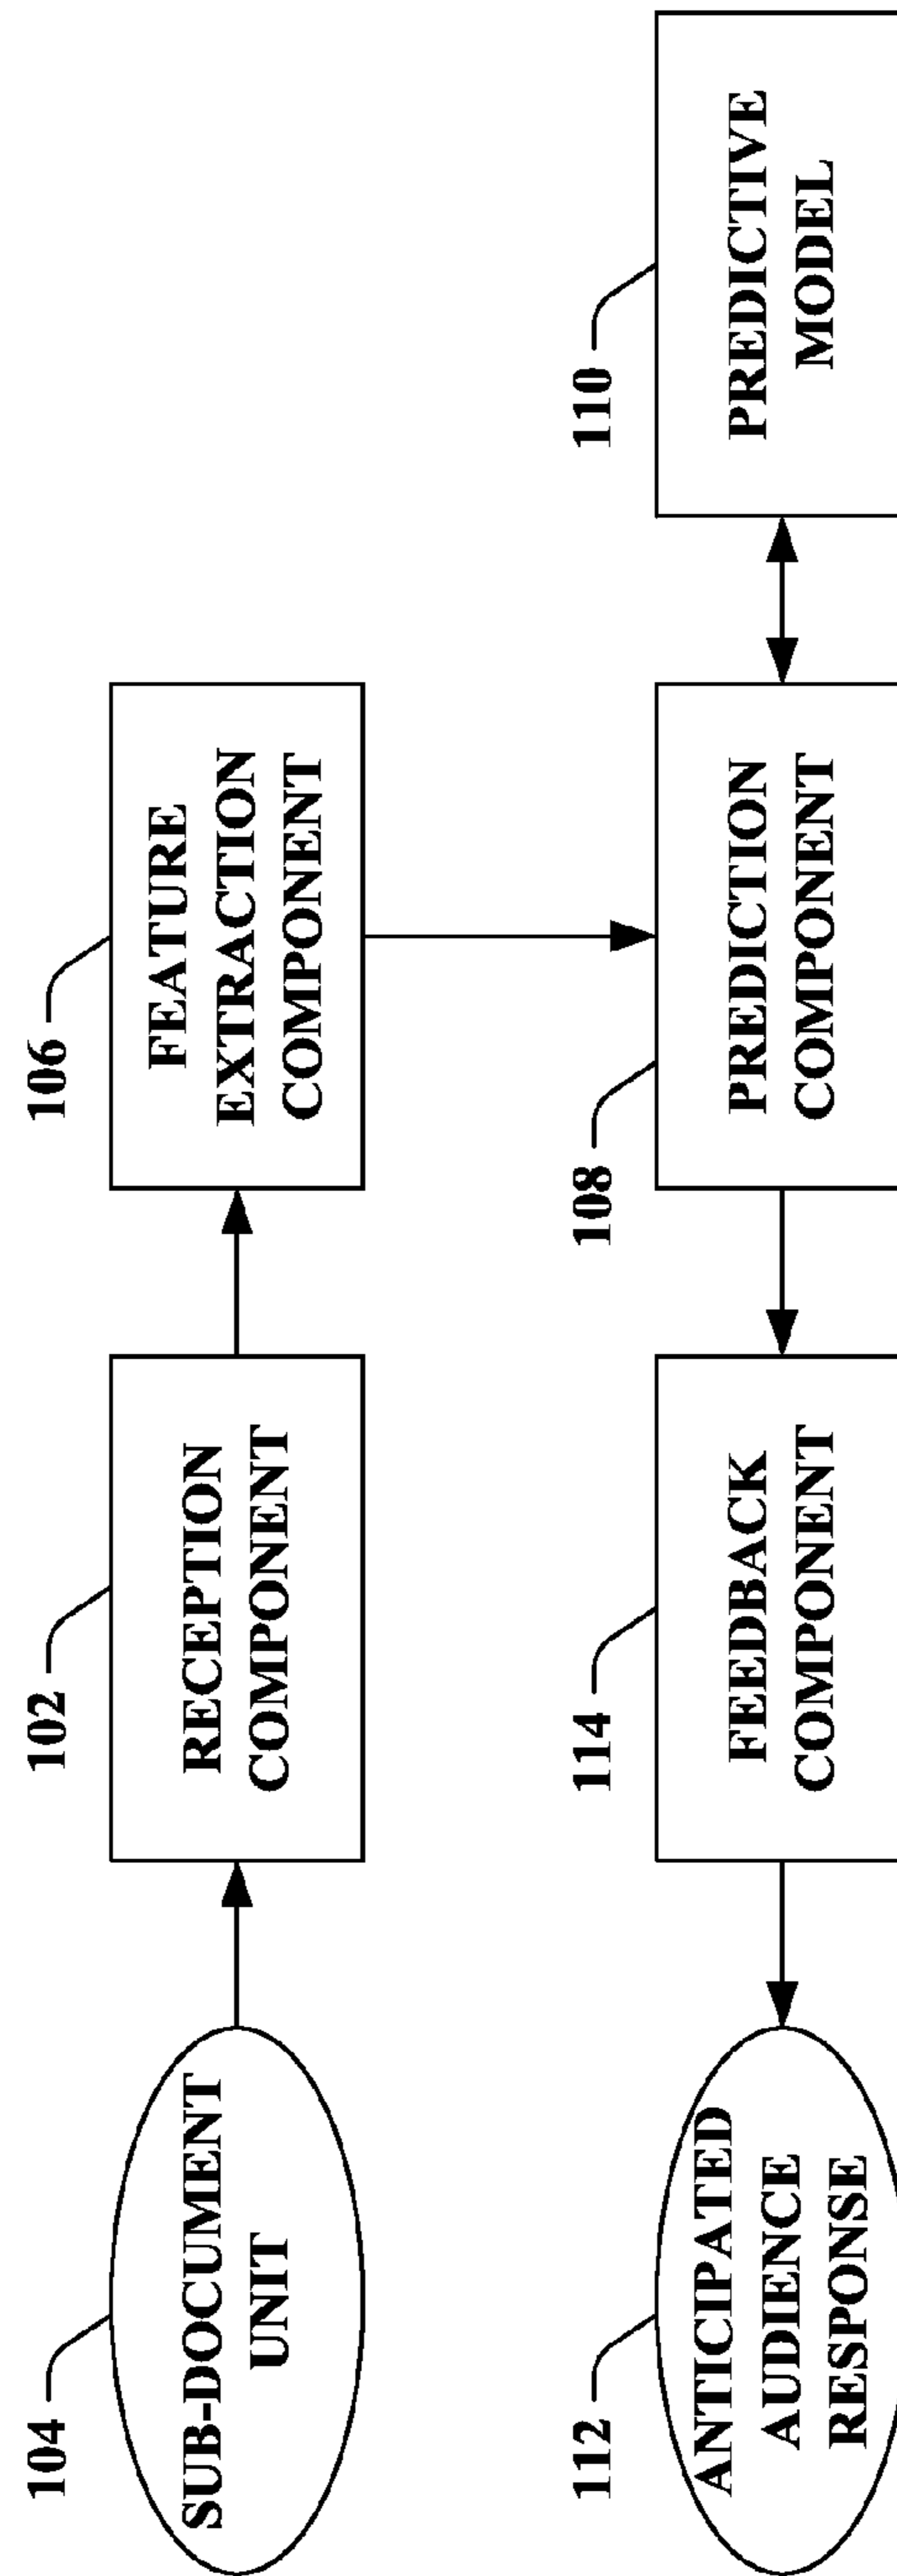 104
SUB-DOCUMENT
UNIT
102
RECEPTION
COMPONENT
106
FEATURE
EXTRACTION
COMPONENT
112
ANTICIPATED
AUDIENCE
RESPONSE
114
FEEDBACK
COMPONENT
108
PREDICTION
COMPONENT
110
PREDICTIVE
MODEL